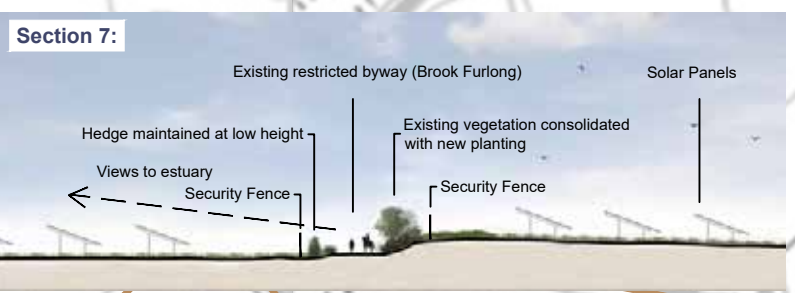 Section 7:
Existing restricted byway (Brook Furlong)
Solar Panels
Hedge maintained at low height
Existing vegetation consolidated
with new planting
Views to estuary
Security Fence
Security Fence